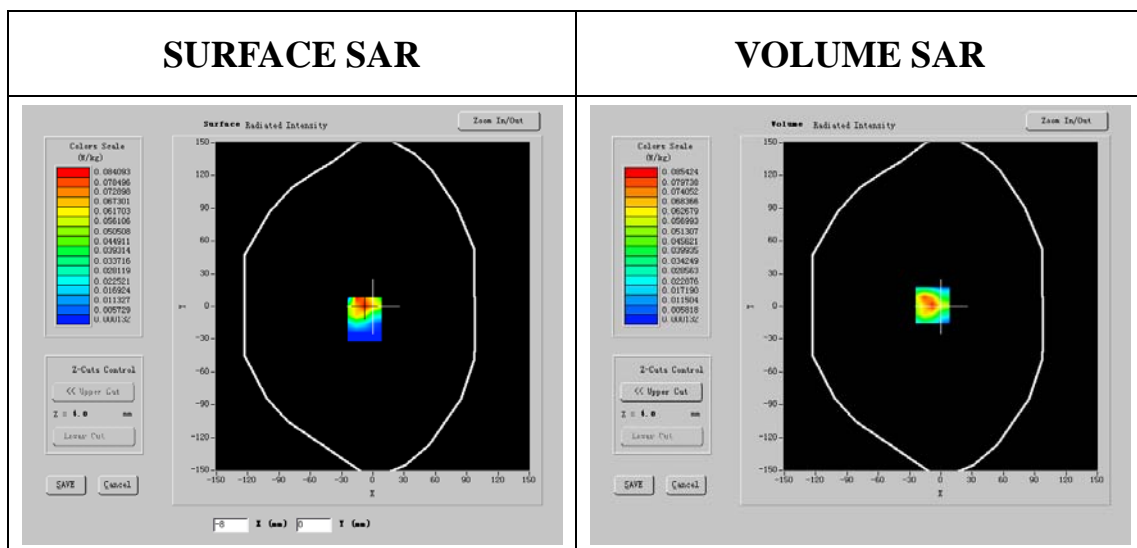 SURFACE SAR
Surface Radiated Intensity
Zoom In/Out
Colors Scale
(W/kg)
0.084093
0.078496
0.072898
0.067301
0.061703
0.056106
0.050508
0.044911
0.039314
0.033716
0.028119
0.022521
0.016924
0.011327
0.005729
0.000132
150
90
60
30
0
-30
-60
-90
-120
-150
Y
-150 -120 -90 -60 -30 0 30 60 90 120 150
X
Z-Cuts Control
<< Upper Cut
Z = 4.0 mm
Lower Cut
SAVE Cancel
-8 X (mm) 0 Y (mm)
VOLUME SAR
Volume Radiated Intensity
Zoom In/Out
Colors Scale
(W/kg)
0.085424
0.079738
0.074052
0.068366
0.062679
0.056993
0.051307
0.045621
0.039935
0.034249
0.028563
0.022876
0.017190
0.011504
0.005818
0.000132
150
120
90
60
30
0
-30
-60
-90
-120
-150
Y
-150 -120 -90 -60 -30 0 30 60 90 120 150
X
Z-Cuts Control
<< Upper Cut
Z = 4.0 mm
Lower Cut
SAVE Cancel